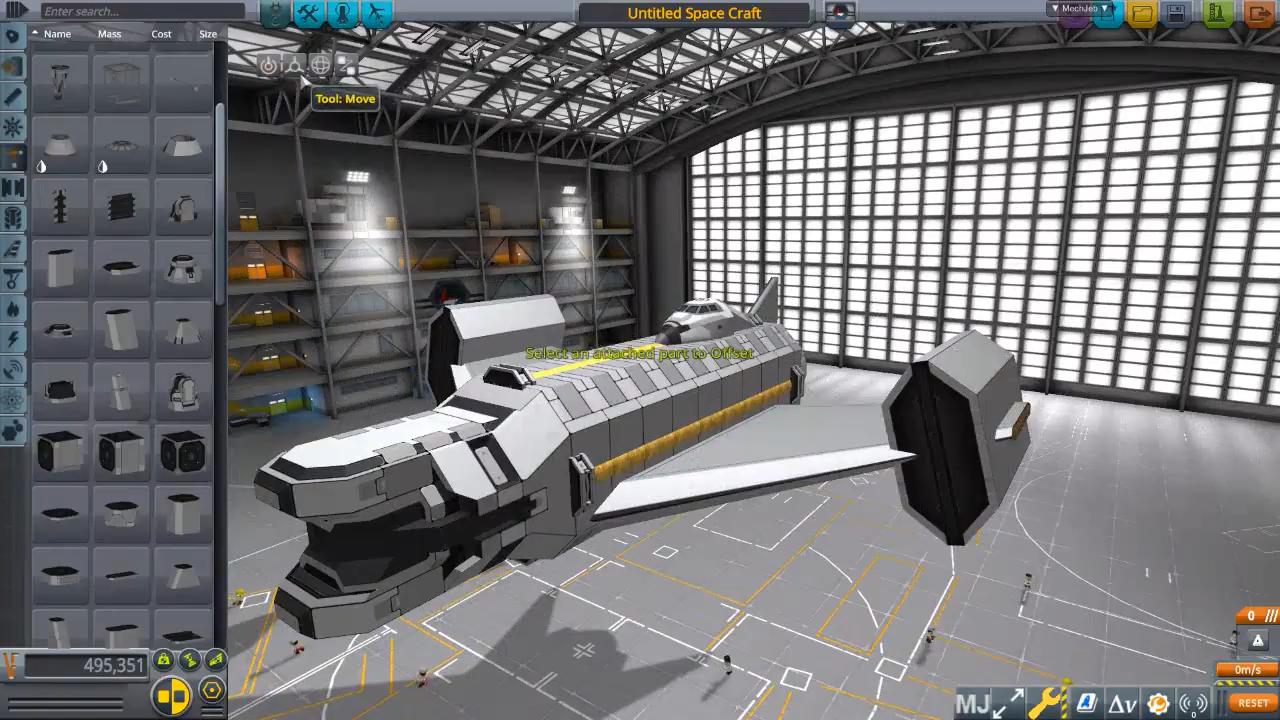 Enter search...
Untitled Space Craft
▼ MechJeb ▼
Name Mass Cost Size
Tool: Move
Select an attached part to Offset
495,351
0
0m/s
MJ
Δv
0
RESET